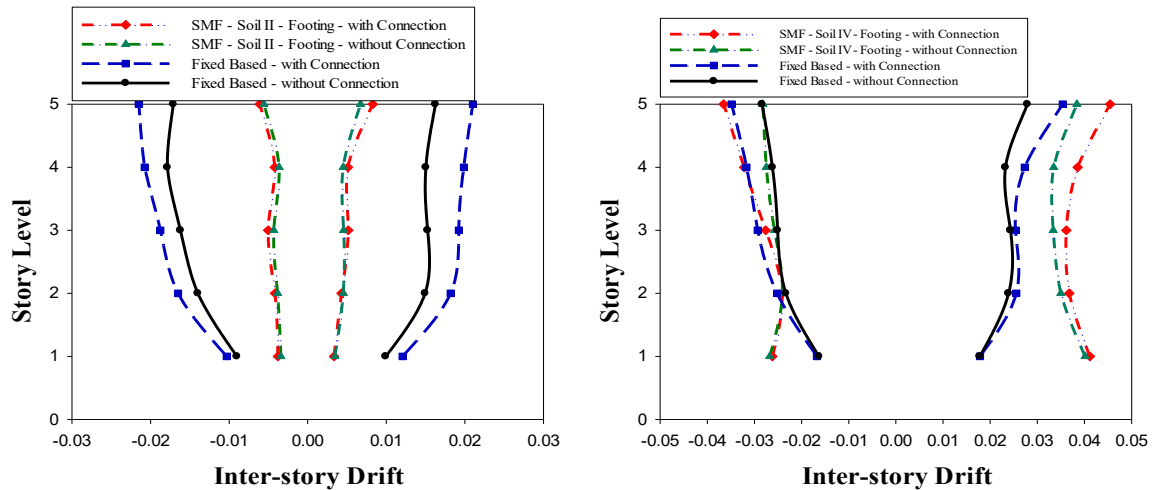 SMF - Soil II - Footing - with Connection
SMF - Soil II - Footing - without Connection
Fixed Based - with Connection
Fixed Based - without Connection
Story Level
5
4
3
2
1
0
-0.03 -0.02 -0.01 0.00 0.01 0.02 0.03
Inter-story Drift
SMF - Soil IV - Footing - with Connection
SMF - Soil IV - Footing - without Connection
Fixed Based - with Connection
Fixed Based - without Connection
Story Level
5
4
3
2
1
0
-0.05 -0.04 -0.03 -0.02 -0.01 0.00 0.01 0.02 0.03 0.04 0.05
Inter-story Drift